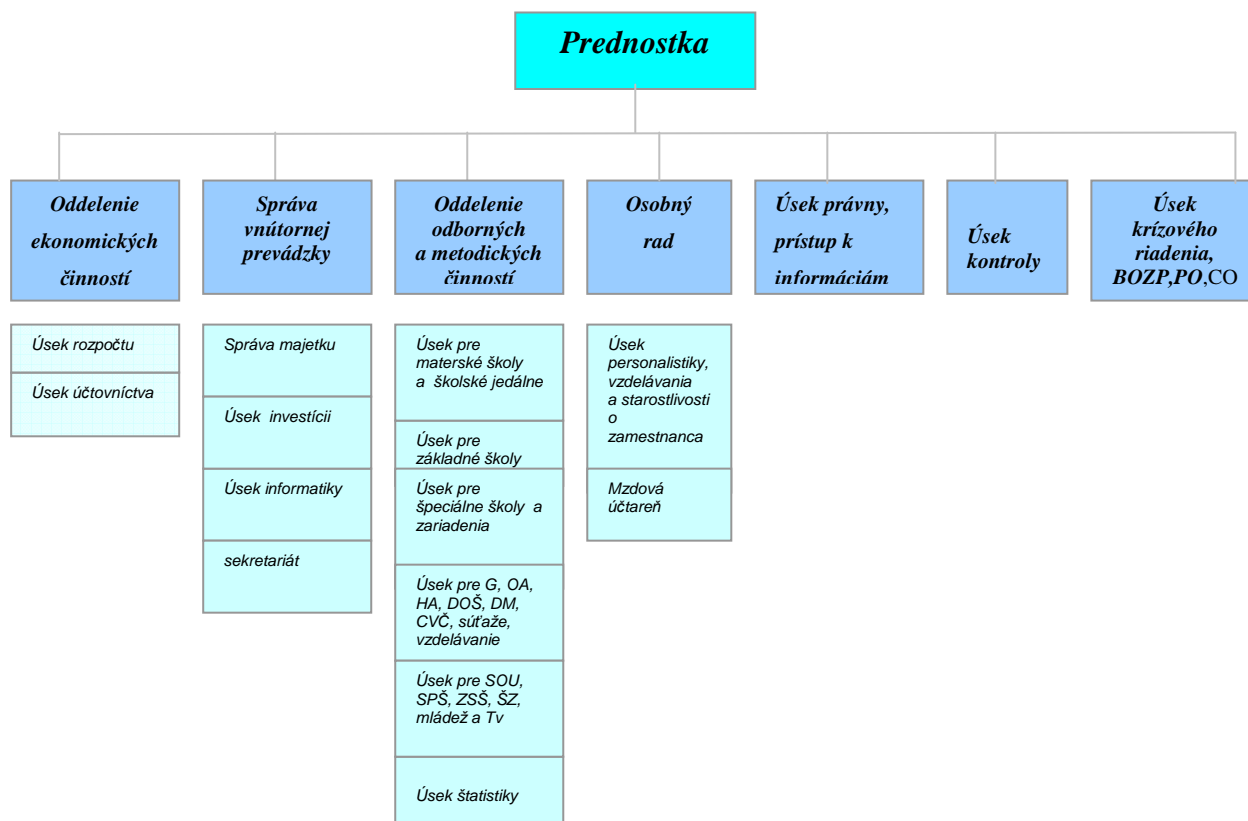 Prednostka
Oddelenie
ekonomických
činností
Správa
vnútornej
prevádzky
Oddelenie
odborných
a metodických
činností
Osobný
rad
Úsek právny,
prístup k
informáciám
Úsek
kontroly
Úsek
krízového
riadenia,
BOZP,PO,CO
Úsek rozpočtu
Úsek účtovníctva
Správa majetku
Úsek investícii
Úsek informatiky
sekretariát
Úsek pre
materské školy
a školské jedálne
Úsek pre
základné školy
Úsek pre
špeciálne školy a
zariadenia
Úsek pre G, OA,
HA, DOŠ, DM,
CVČ, súťaže,
vzdelávanie
Úsek pre SOU,
SPŠ, ZSŠ, ŠZ,
mládež a Tv
Úsek štatistiky
Úsek
personalistiky,
vzdelávania
a starostlivosti
o
zamestnanca
Mzdová
účtareň